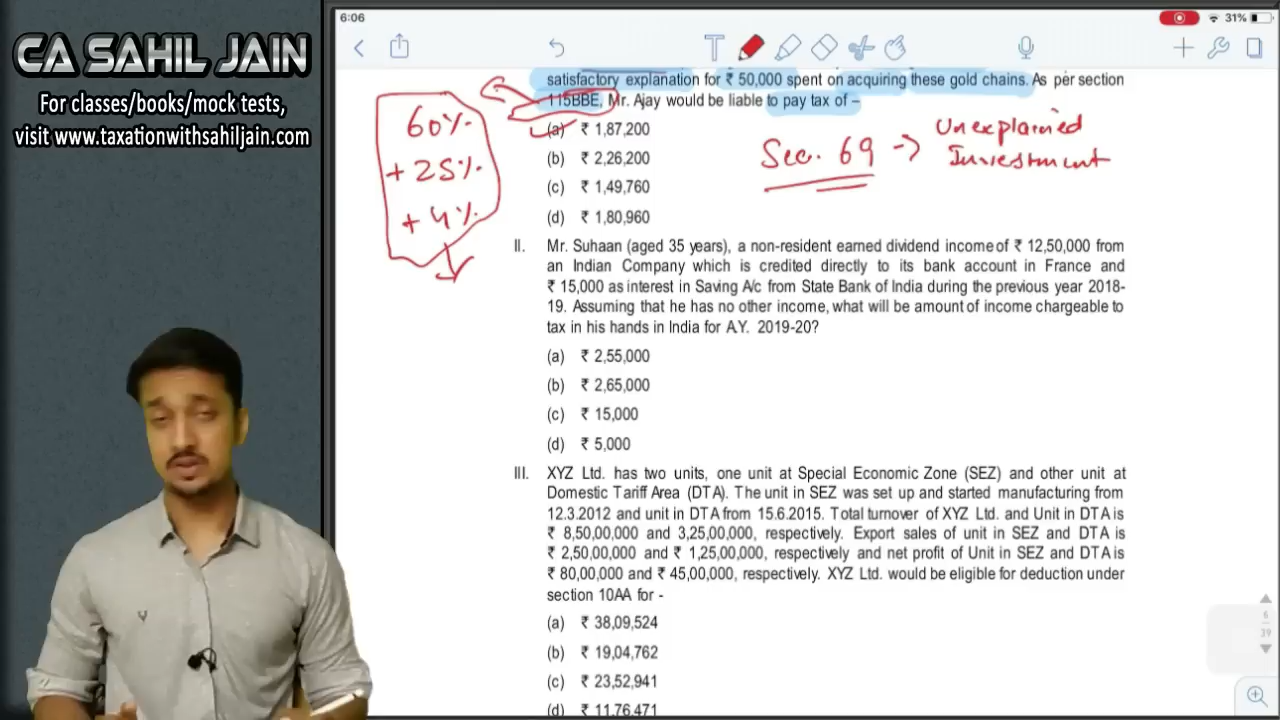 CA SAHIL JAIN
For classes/books/mock tests,
visit www.taxationwithsahiljain.com
6:06
31%
satisfactory explanation for ₹ 50,000 spent on acquiring these gold chains. As per section
115BBE, Mr. Ajay would be liable to pay tax of –
(a) ₹ 1,87,200
(b) ₹ 2,26,200
(c) ₹ 1,49,760
(d) ₹ 1,80,960
60%
+ 25%
+ 4%
Sec. 69 → Unexplained
Investment
II. Mr. Suhaan (aged 35 years), a non-resident earned dividend income of ₹ 12,50,000 from
an Indian Company which is credited directly to its bank account in France and
₹ 15,000 as interest in Saving A/c from State Bank of India during the previous year 2018-
19. Assuming that he has no other income, what will be amount of income chargeable to
tax in his hands in India for A.Y. 2019-20?
(a) ₹ 2,55,000
(b) ₹ 2,65,000
(c) ₹ 15,000
(d) ₹ 5,000
III. XYZ Ltd. has two units, one unit at Special Economic Zone (SEZ) and other unit at
Domestic Tariff Area (DTA). The unit in SEZ was set up and started manufacturing from
12.3.2012 and unit in DTA from 15.6.2015. Total turnover of XYZ Ltd. and Unit in DTA is
₹ 8,50,00,000 and 3,25,00,000, respectively. Export sales of unit in SEZ and DTA is
₹ 2,50,00,000 and ₹ 1,25,00,000, respectively and net profit of Unit in SEZ and DTA is
₹ 80,00,000 and ₹ 45,00,000, respectively. XYZ Ltd. would be eligible for deduction under
section 10AA for -
(a) ₹ 38,09,524
(b) ₹ 19,04,762
(c) ₹ 23,52,941
(d) ₹ 11,76,471
6
39